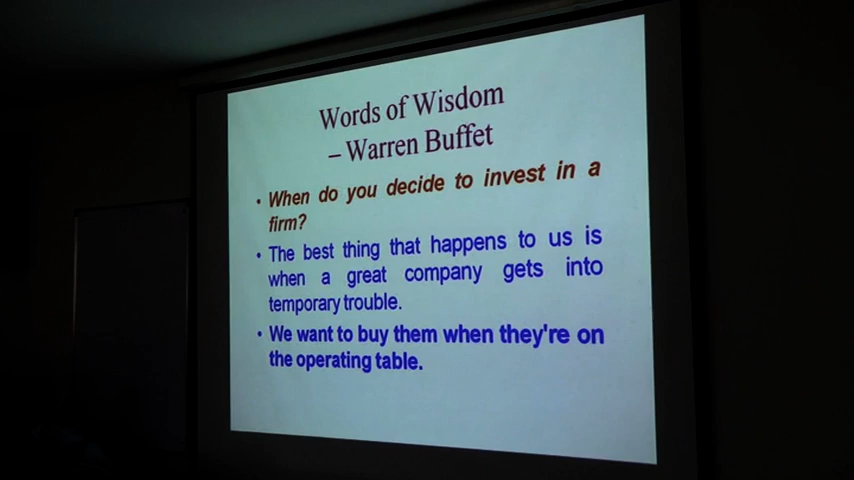 Words of Wisdom
– Warren Buffet
• When do you decide to invest in a
firm?
• The best thing that happens to us is
when a great company gets into
temporary trouble.
• We want to buy them when they're on
the operating table.